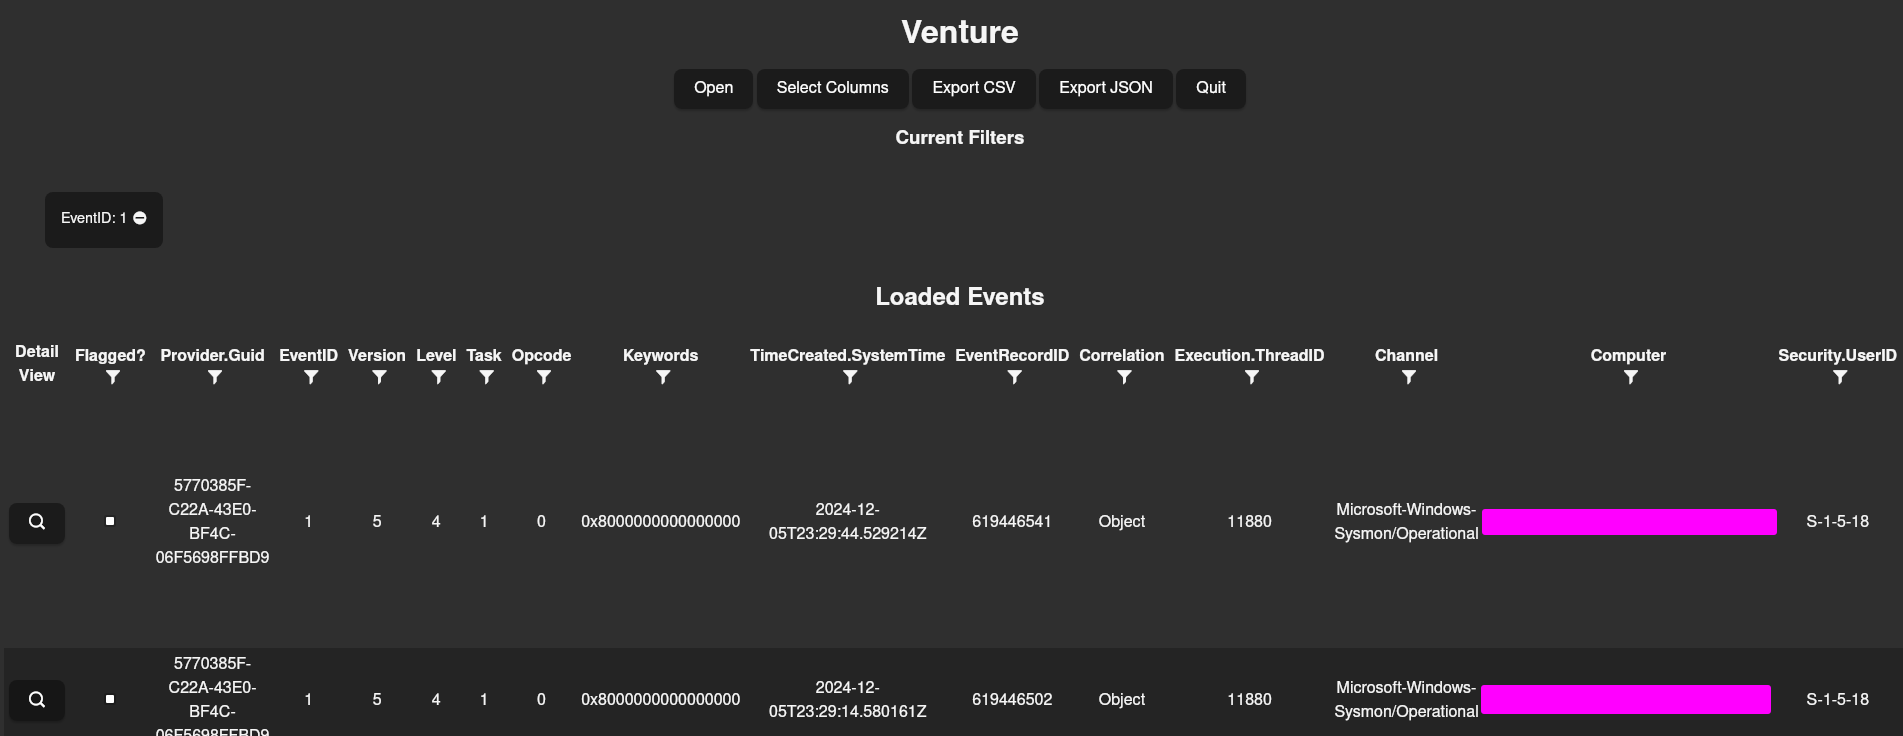 Venture
Open Select Columns Export CSV Export JSON Quit
Current Filters
EventID: 1
Loaded Events
Detail View Flagged? Provider.Guid EventID Version Level Task Opcode Keywords TimeCreated.SystemTime EventRecordID Correlation Execution.ThreadID Channel Computer Security.UserID
5770385F-
C22A-43E0-
BF4C-
06F5698FFBD9
1 5 4 1 0 0x8000000000000000
2024-12-
05T23:29:44.529214Z
619446541 Object 11880
Microsoft-Windows-
Sysmon/Operational
S-1-5-18
5770385F-
C22A-43E0-
BF4C-
06F5698FFBD9
1 5 4 1 0 0x8000000000000000
2024-12-
05T23:29:14.580161Z
619446502 Object 11880
Microsoft-Windows-
Sysmon/Operational
S-1-5-18